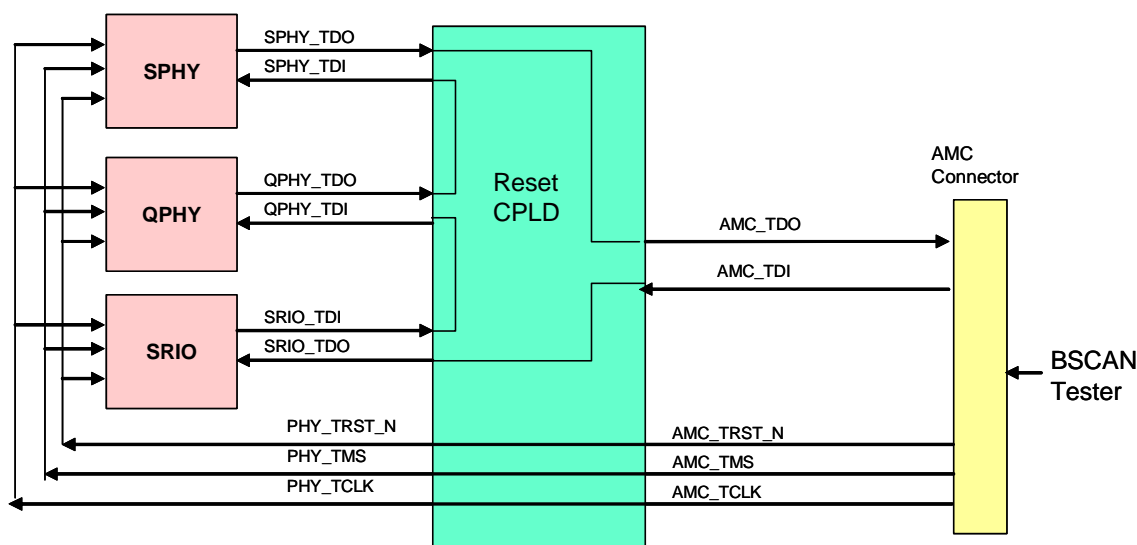 SPHY
SPHY_TDO
SPHY_TDI
QPHY
QPHY_TDO
QPHY_TDI
SRIO
SRIO_TDI
SRIO_TDO
Reset
CPLD
AMC
Connector
AMC_TDO
AMC_TDI
BSCAN
Tester
PHY_TRST_N
AMC_TRST_N
PHY_TMS
AMC_TMS
PHY_TCLK
AMC_TCLK